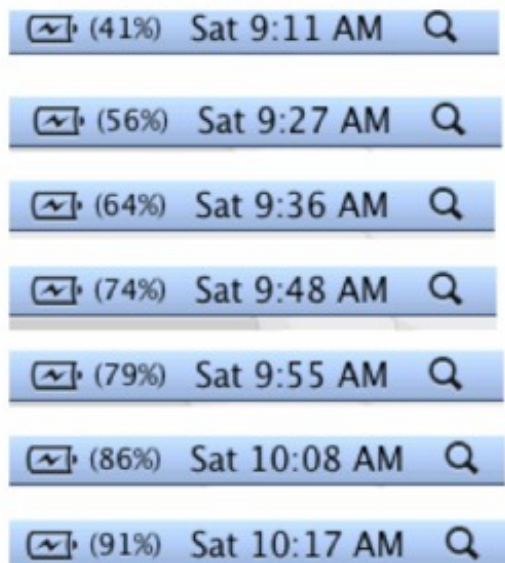 (41%) Sat 9:11 AM
(56%) Sat 9:27 AM
(64%) Sat 9:36 AM
(74%) Sat 9:48 AM
(79%) Sat 9:55 AM
(86%) Sat 10:08 AM
(91%) Sat 10:17 AM